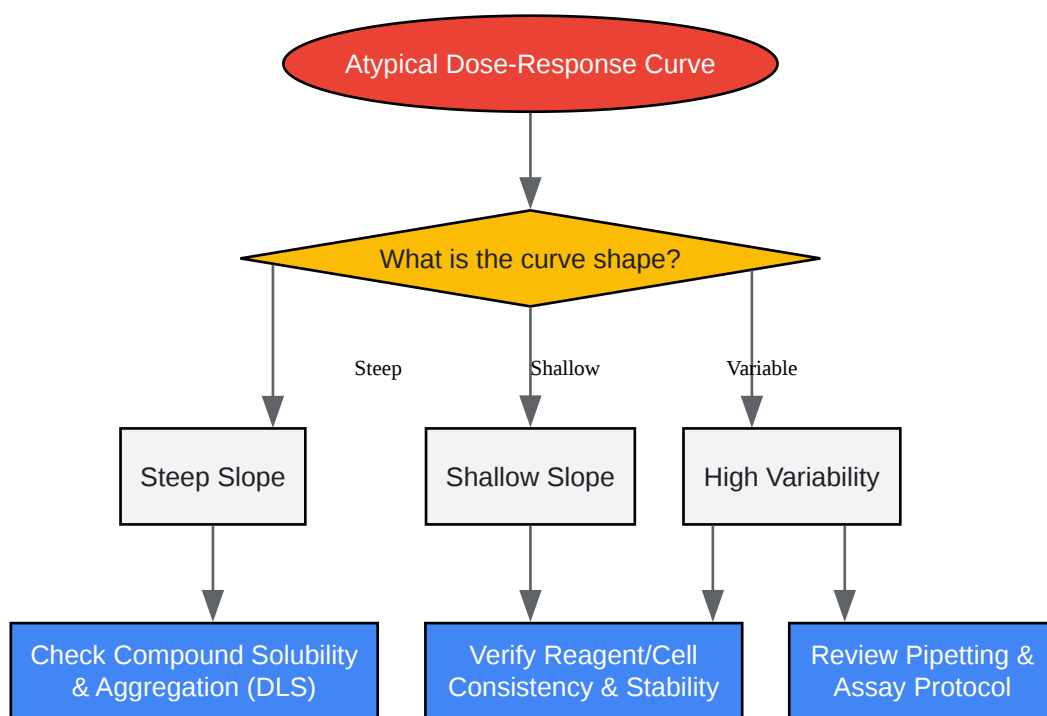 Atypical Dose-Response Curve
What is the curve shape?
Steep
Shallow
Variable
Steep Slope
Shallow Slope
High Variability
Check Compound Solubility
& Aggregation (DLS)
Verify Reagent/Cell
Consistency & Stability
Review Pipetting &
Assay Protocol